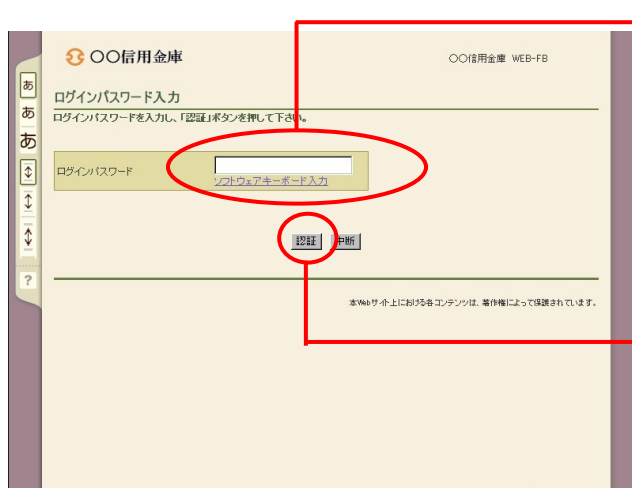 〇〇信用金庫
〇〇信用金庫 WEB-FB
ログインパスワード入力
ログインパスワードを入力し、「認証」ボタンを押して下さい。
ログインパスワード
ソフトウェアキーボード入力
認証 中断
本Webサイト上における各コンテンツは、著作権によって保護されています。
あ
あ
あ
?